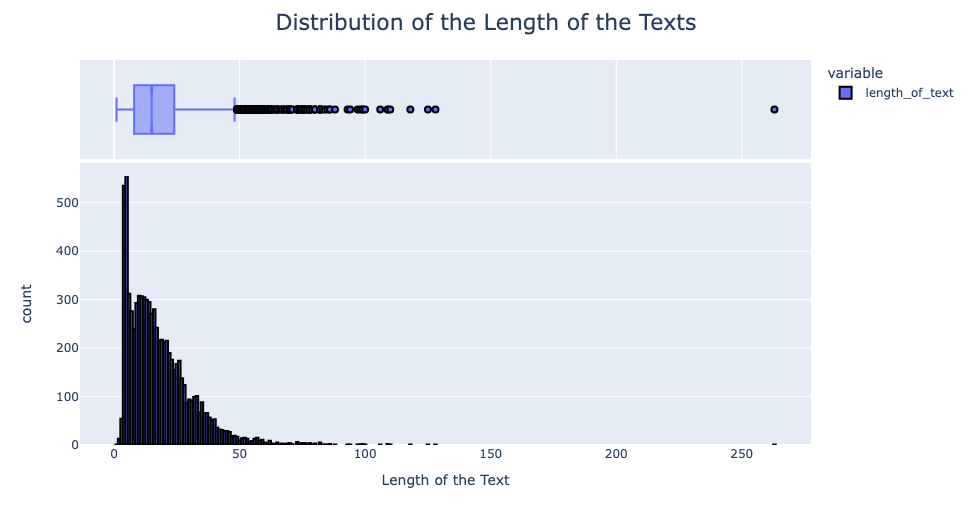 Distribution of the Length of the Texts
variable
length_of_text
500
400
300
200
100
0
count
0 50 100 150 200 250
Length of the Text